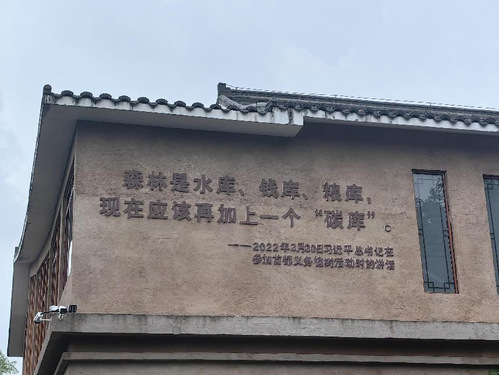 森林是水库、钱库、粮库，
现在应该再加上一个“碳库”。
——2022年3月30日习近平总书记在
参加首都义务植树活动时的讲话